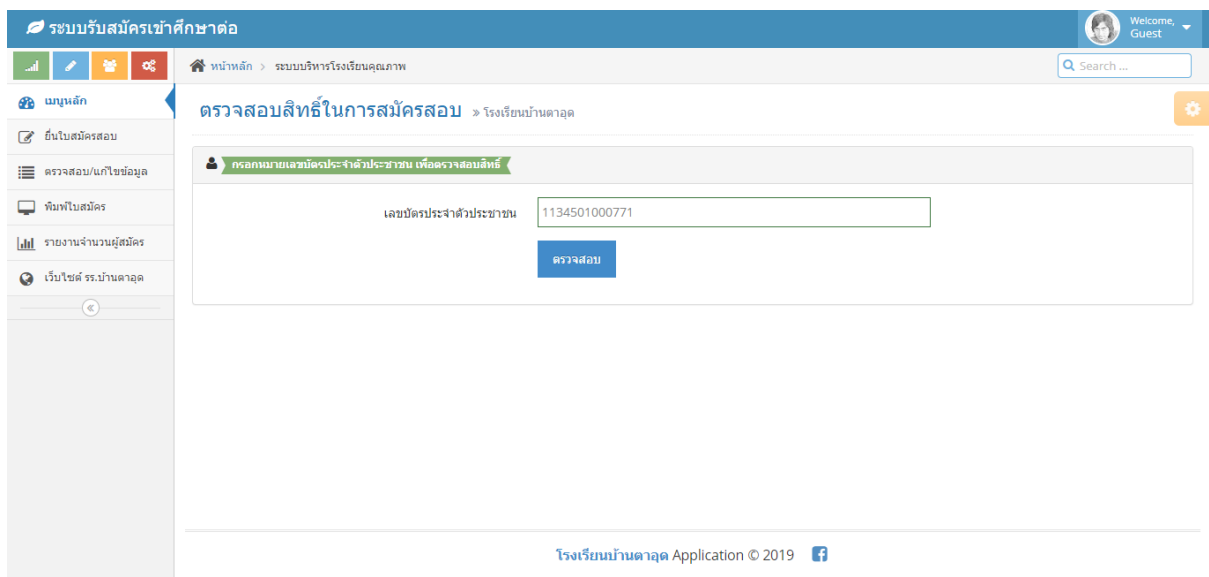 ระบบรับสมัครเข้าศึกษาต่อ
Welcome,
Guest
หน้าหลัก > ระบบบริหารโรงเรียนคุณภาพ
Search ...
เมนูหลัก
ยื่นใบสมัครสอบ
ตรวจสอบ/แก้ไขข้อมูล
พิมพ์ใบสมัคร
รายงานจำนวนผู้สมัคร
เว็บไซต์ รร.บ้านตาอุด
ตรวจสอบสิทธิ์ในการสมัครสอบ » โรงเรียนบ้านตาอุด
กรอกหมายเลขบัตรประจำตัวประชาชน เพื่อตรวจสอบสิทธิ์
เลขบัตรประจำตัวประชาชน 1134501000771
ตรวจสอบ
โรงเรียนบ้านตาอุด Application © 2019